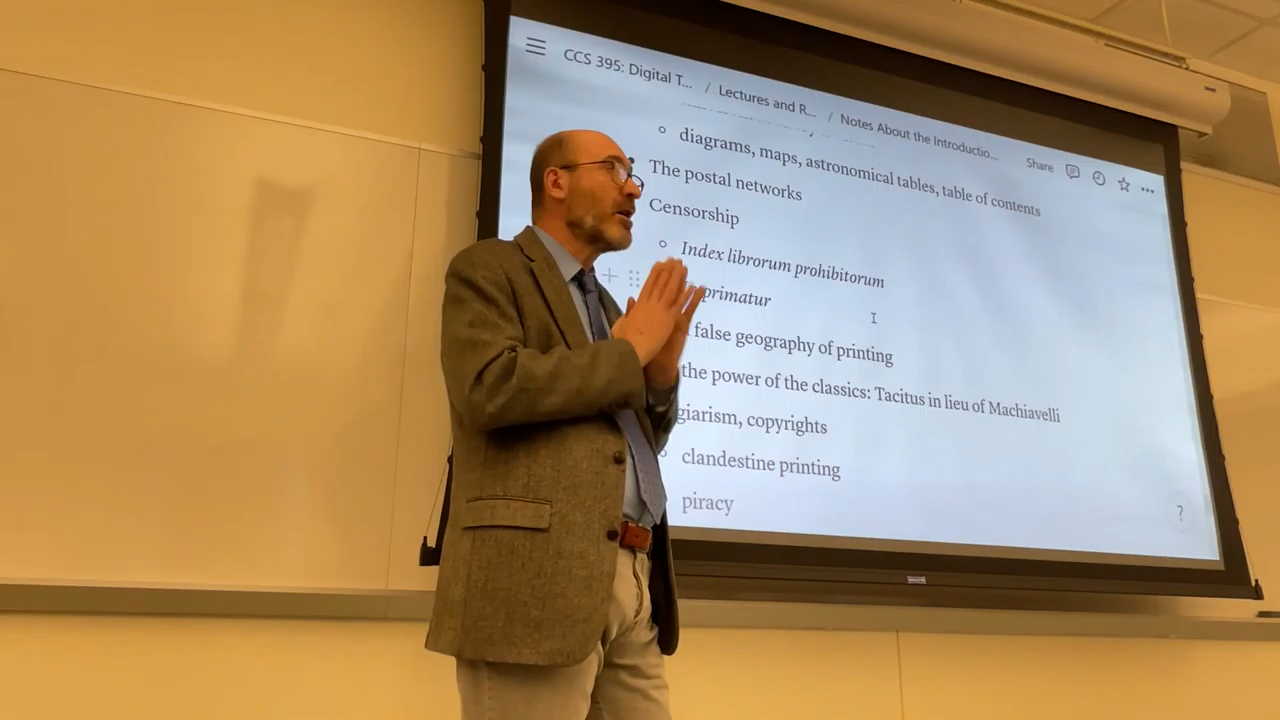 CCS 395: Digital T... / Lectures and R... / Notes About the Introductio...
Share
diagrams, maps, astronomical tables, table of contents
The postal networks
Censorship
Index librorum prohibitorum
primatur
false geography of printing
the power of the classics: Tacitus in lieu of Machiavelli
giarism, copyrights
clandestine printing
piracy
?